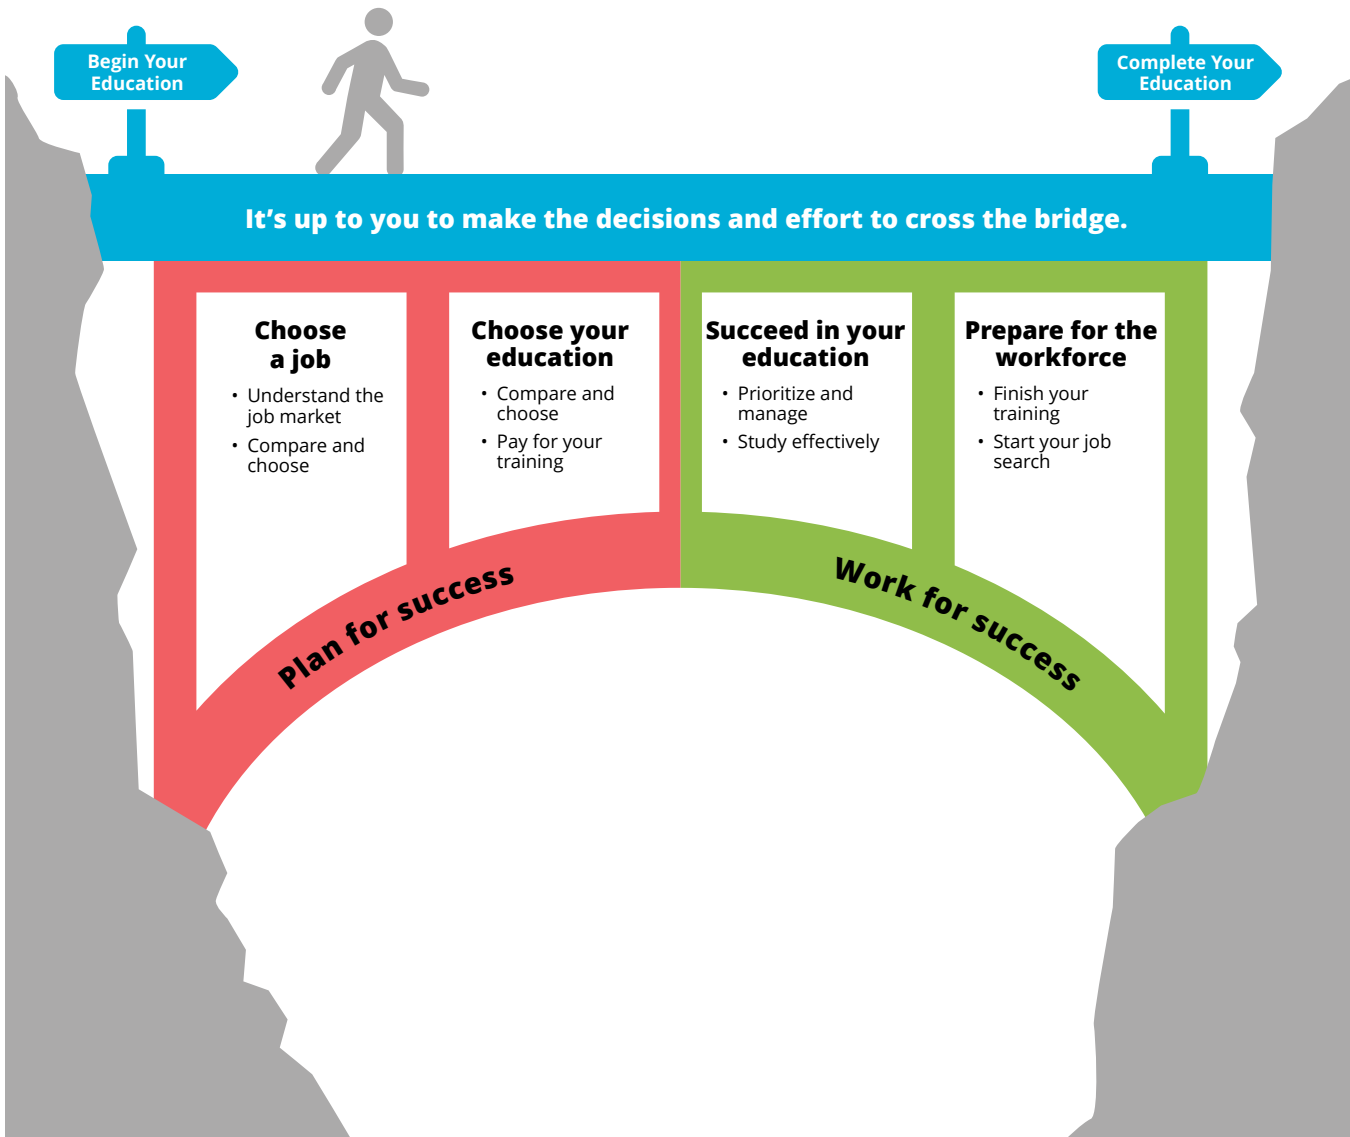 Begin Your
Education
Complete Your
Education
It’s up to you to make the decisions and effort to cross the bridge.
Choose
a job
• Understand the
job market
• Compare and
choose
Choose your
education
• Compare and
choose
• Pay for your
training
Succeed in your
education
• Prioritize and
manage
• Study effectively
Prepare for the
workforce
• Finish your
training
• Start your job
search
Plan for success
Work for success